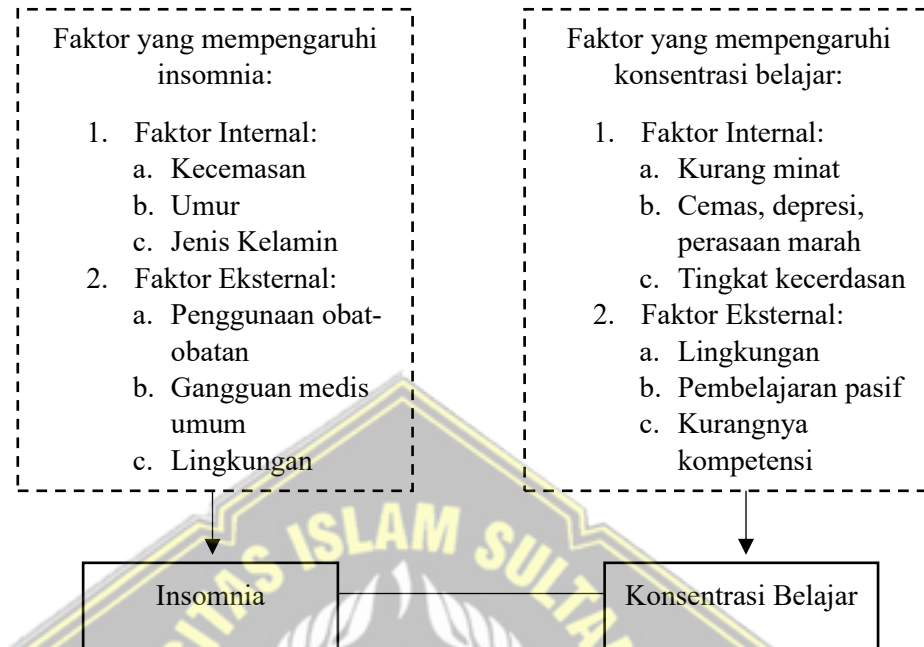 Faktor yang mempengaruhi
insomnia:
1. Faktor Internal:
a. Kecemasan
b. Umur
c. Jenis Kelamin
2. Faktor Eksternal:
a. Penggunaan obat-
obatan
b. Gangguan medis
umum
c. Lingkungan
Faktor yang mempengaruhi
konsentrasi belajar:
1. Faktor Internal:
a. Kurang minat
b. Cemas, depresi,
perasaan marah
c. Tingkat kecerdasan
2. Faktor Eksternal:
a. Lingkungan
b. Pembelajaran pasif
c. Kurangnya
kompetensi
Insomnia
Konsentrasi Belajar
ISLAM